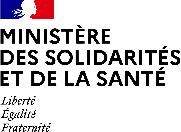 MINISTÈRE
DES SOLIDARITÉS
ET DE LA SANTÉ
Liberté
Égalité
Fraternité